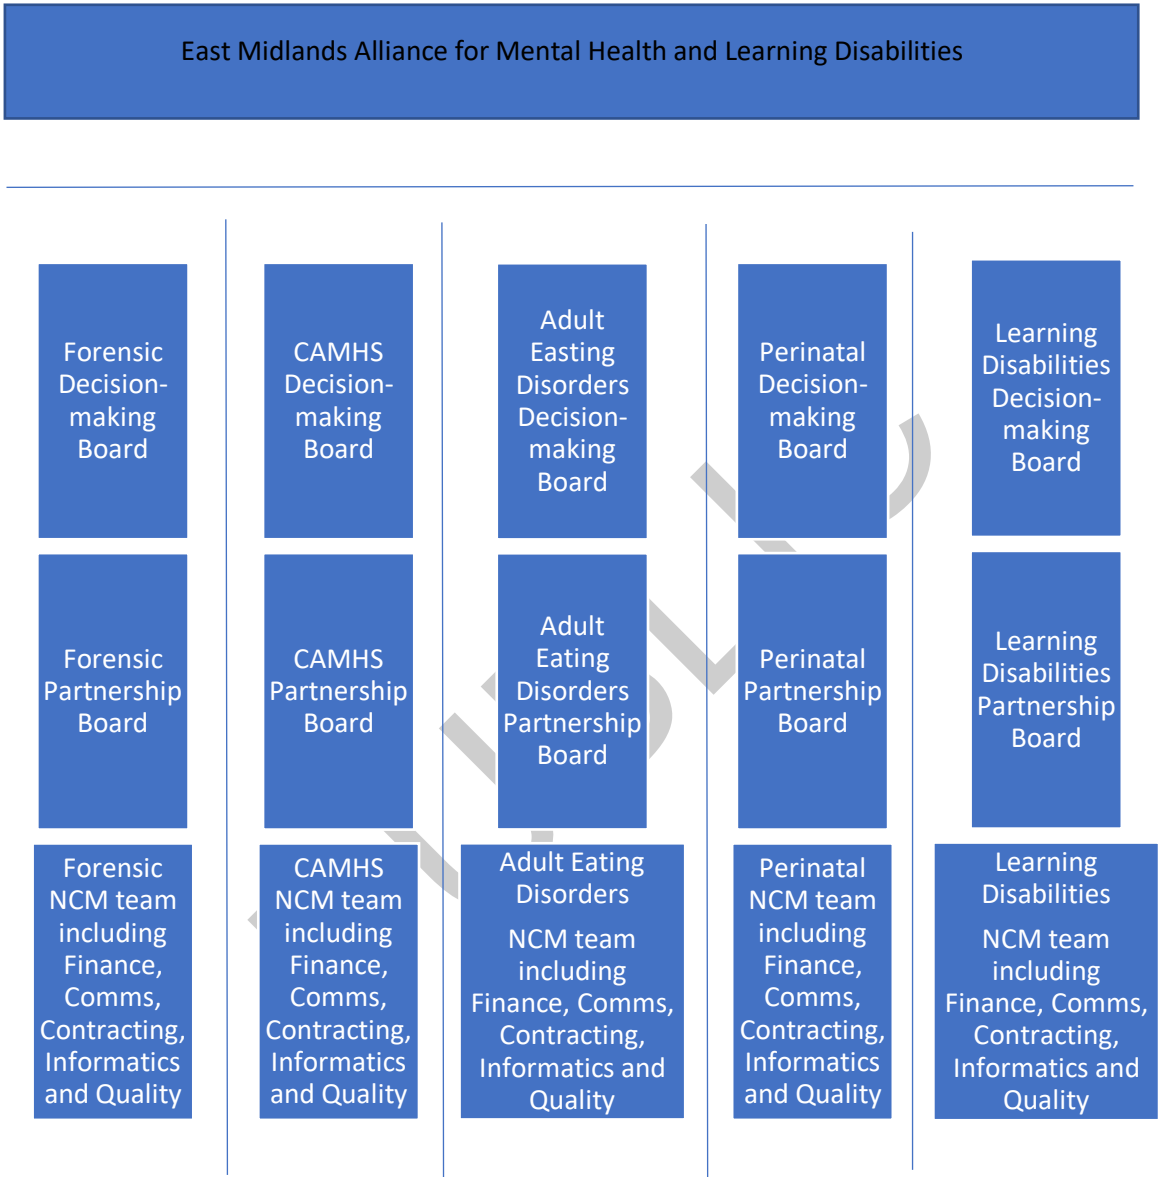 East Midlands Alliance for Mental Health and Learning Disabilities
Forensic
Decision-
making
Board
CAMHS
Decision-
making
Board
Adult
Easting
Disorders
Decision-
making
Board
Perinatal
Decision-
making
Board
Learning
Disabilities
Decision-
making
Board
Forensic
Partnership
Board
CAMHS
Partnership
Board
Adult
Eating
Disorders
Partnership
Board
Perinatal
Partnership
Board
Learning
Disabilities
Partnership
Board
Forensic
NCM team
including
Finance,
Comms,
Contracting,
Informatics
and Quality
CAMHS
NCM team
including
Finance,
Comms,
Contracting,
Informatics
and Quality
Adult Eating
Disorders
NCM team
including
Finance, Comms,
Contracting,
Informatics and
Quality
Perinatal
NCM team
including
Finance,
Comms,
Contracting,
Informatics
and Quality
Learning
Disabilities
NCM team
including
Finance, Comms,
Contracting,
Informatics and
Quality